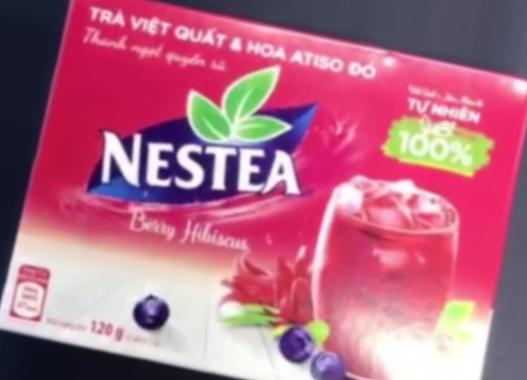 TRÀ VIỆT QUẤT & HOA ATISO ĐỎ
Thanh ngọt quyến rũ
TỰ NHIÊN
100%
NESTEA
Berry Hibiscus
120 g